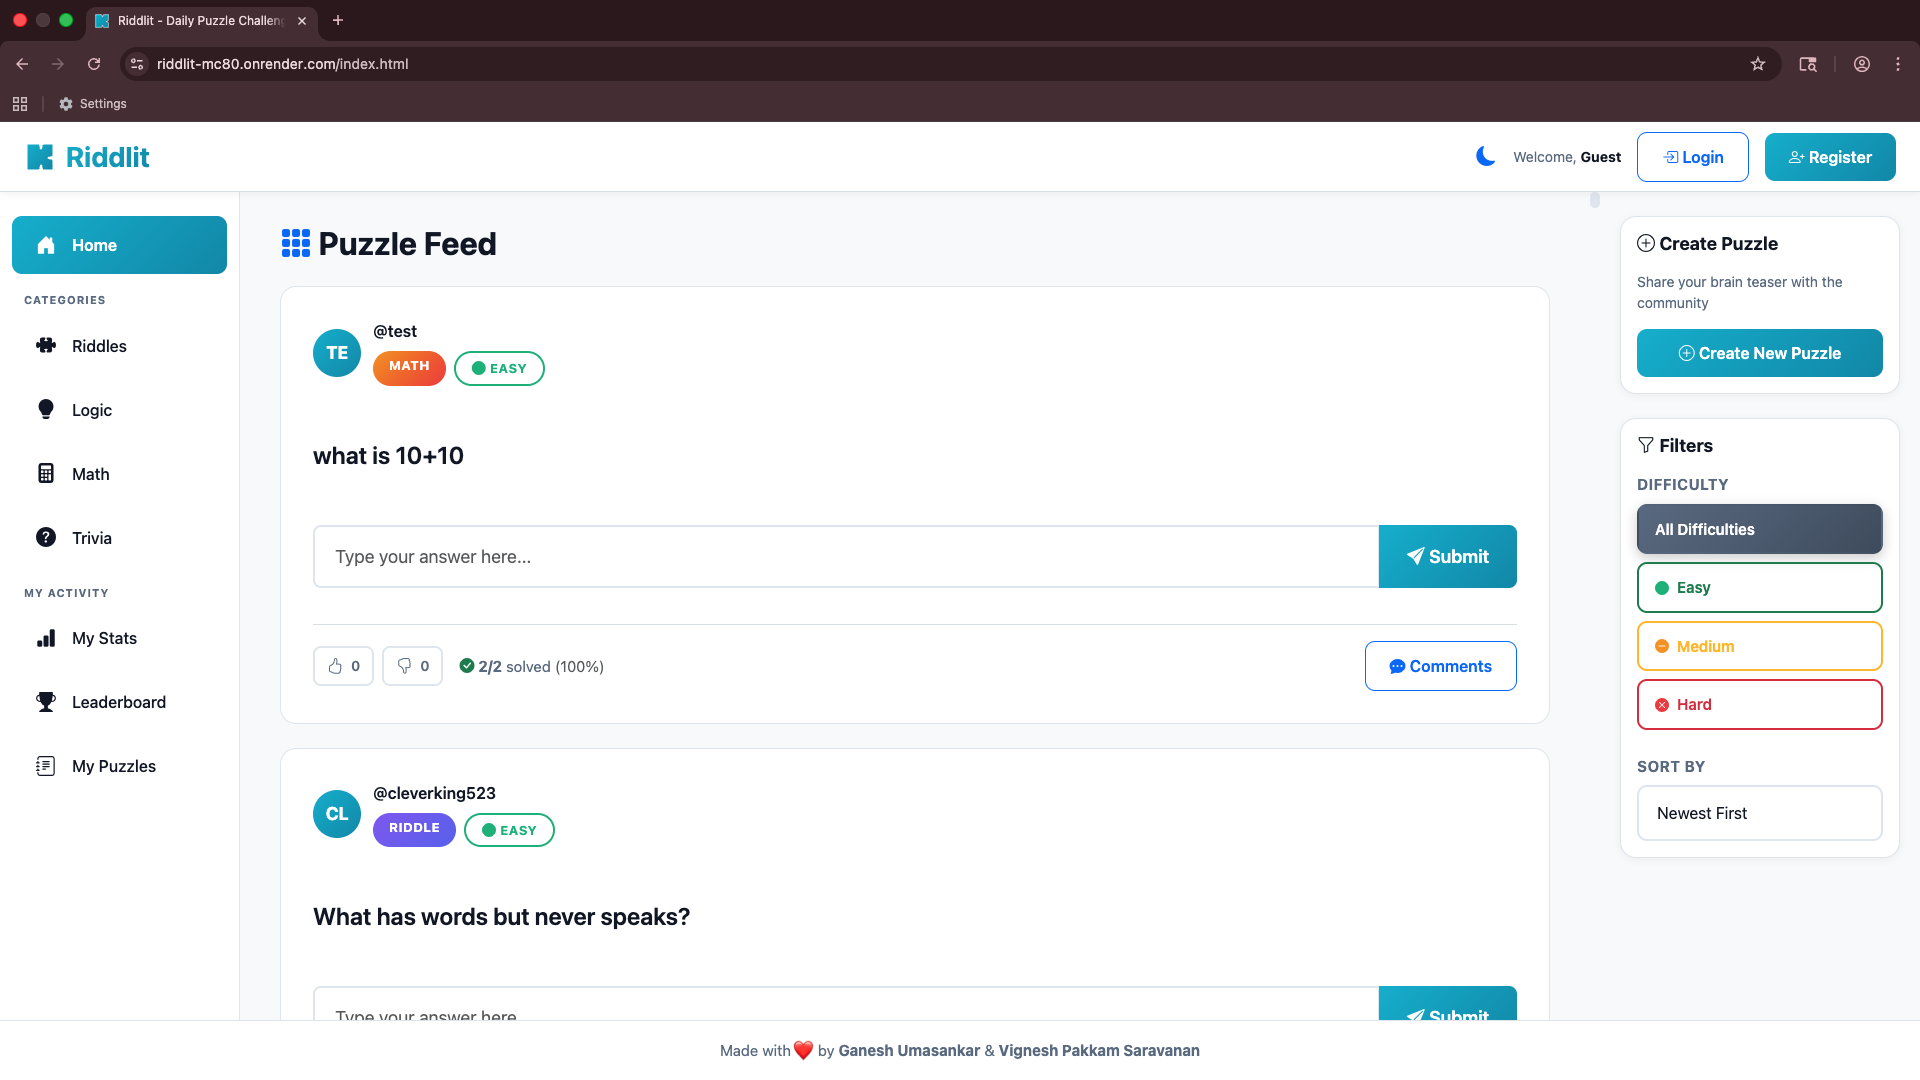 Riddlit - Daily Puzzle Challen
riddlit-mc80.onrender.com/index.html
Settings
Riddlit
Welcome, Guest
Login
Register
Home
CATEGORIES
Riddles
Logic
Math
Trivia
MY ACTIVITY
My Stats
Leaderboard
My Puzzles
Puzzle Feed
TE
@test
MATH
EASY
what is 10+10
Type your answer here...
Submit
0
0
2/2 solved (100%)
Comments
CL
@cleverking523
RIDDLE
EASY
What has words but never speaks?
Type your answer here
Submit
Create Puzzle
Share your brain teaser with the
community
Create New Puzzle
Filters
DIFFICULTY
All Difficulties
Easy
Medium
Hard
SORT BY
Newest First
Made with ❤️ by Ganesh Umasankar & Vignesh Pakkam Saravanan